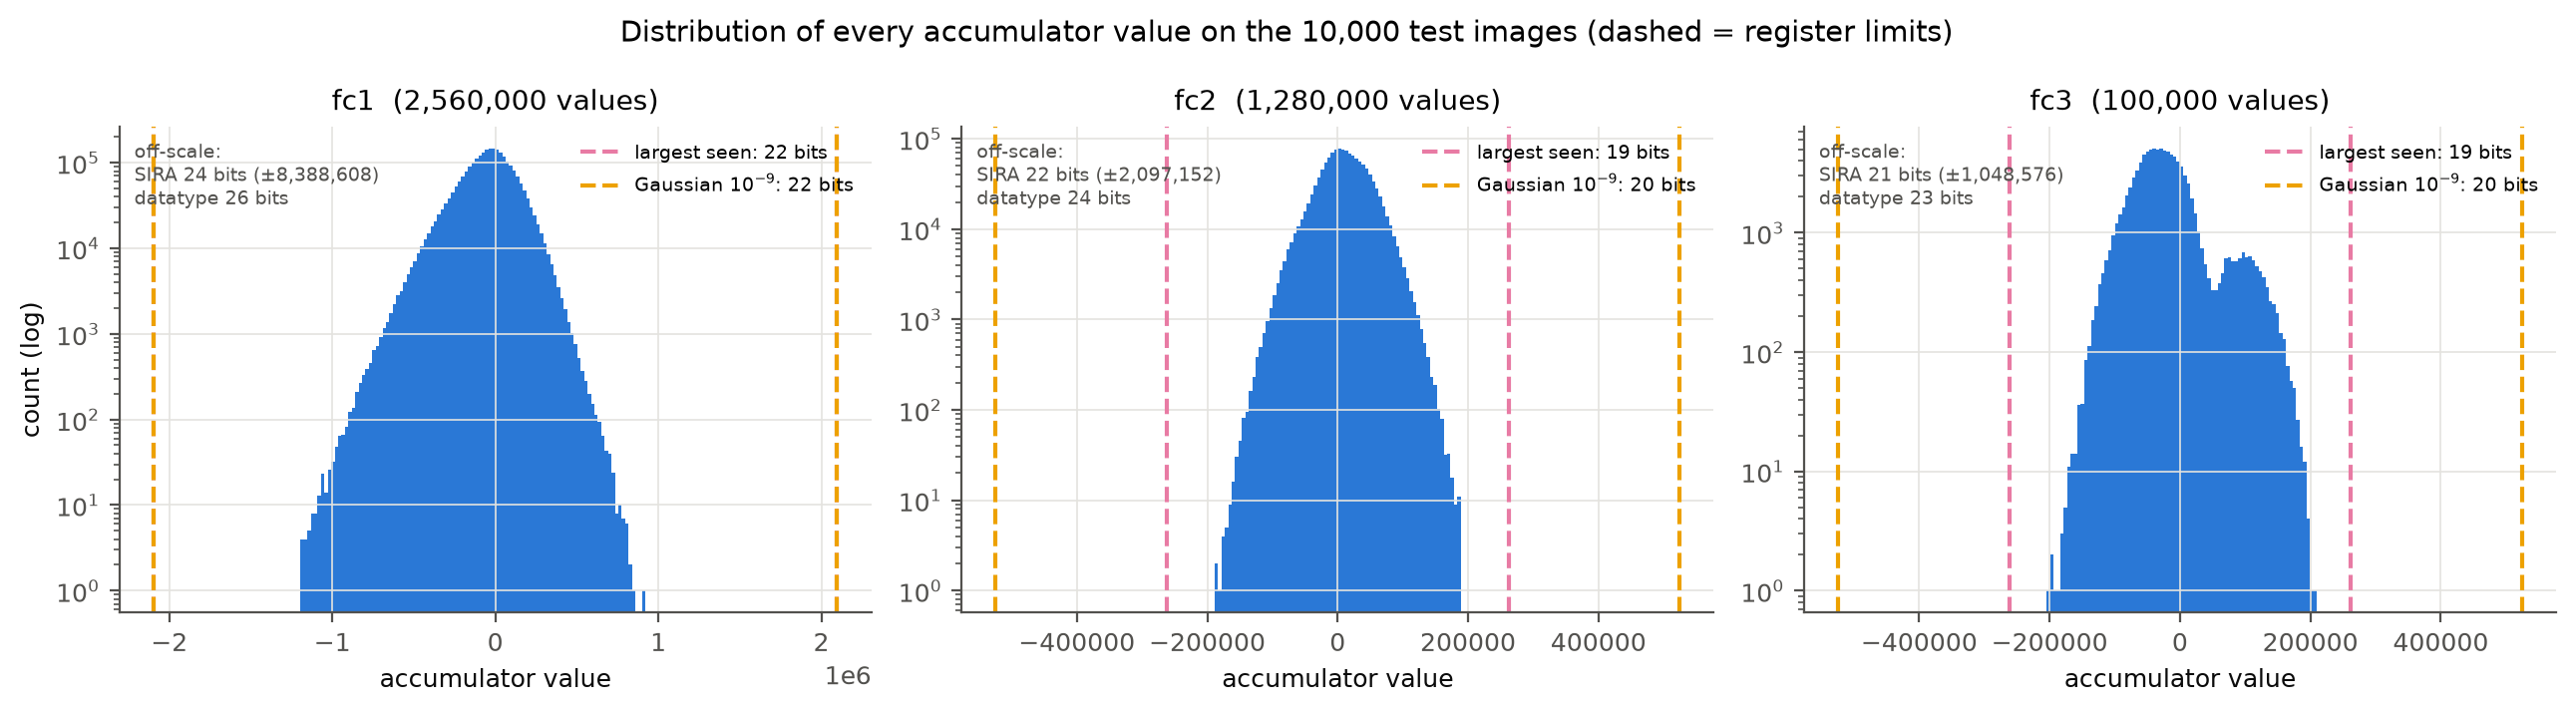 Distribution of every accumulator value on the 10,000 test images (dashed = register limits)
fc1  (2,560,000 values)
off-scale:
SIRA 24 bits (±8,388,608)
datatype 26 bits
largest seen: 22 bits
Gaussian 10⁻⁹: 22 bits
count (log)
10⁵
10⁴
10³
10²
10¹
10⁰
−2
−1
0
1
2
1e6
accumulator value
fc2  (1,280,000 values)
off-scale:
SIRA 22 bits (±2,097,152)
datatype 24 bits
largest seen: 19 bits
Gaussian 10⁻⁹: 20 bits
10⁵
10⁴
10³
10²
10¹
10⁰
−400000
−200000
0
200000
400000
accumulator value
fc3  (100,000 values)
off-scale:
SIRA 21 bits (±1,048,576)
datatype 23 bits
largest seen: 19 bits
Gaussian 10⁻⁹: 20 bits
10³
10²
10¹
10⁰
−400000
−200000
0
200000
400000
accumulator value